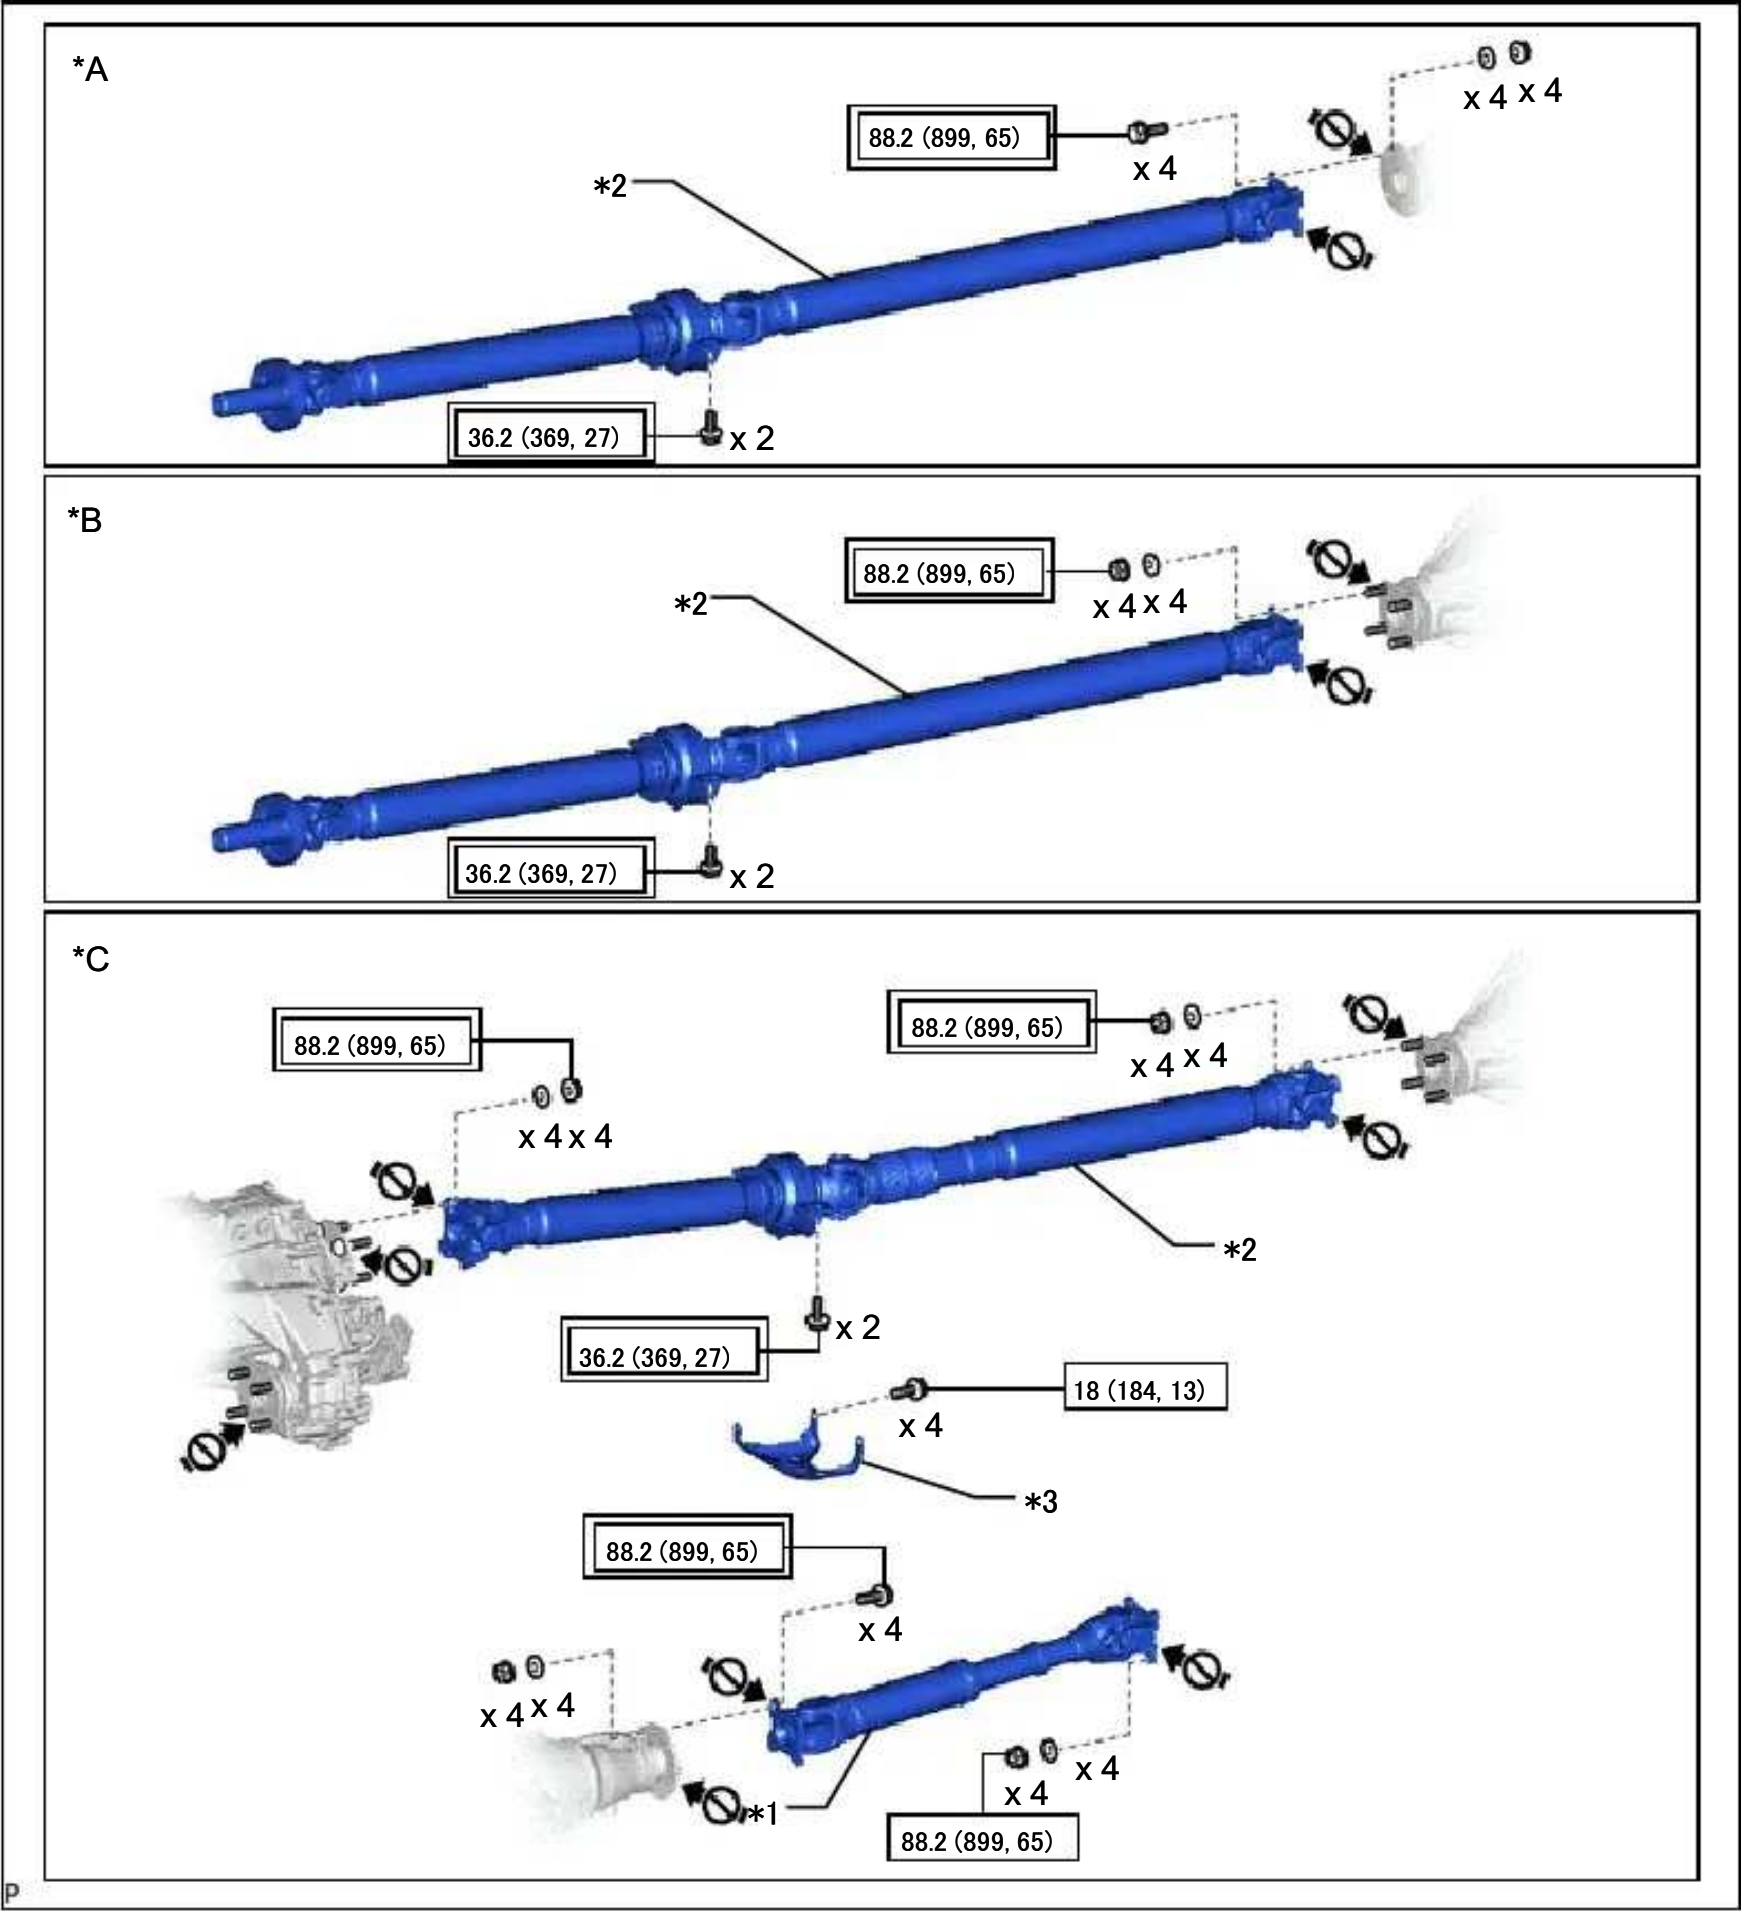 *A
x 4 x 4
88.2 (899, 65)
x 4
*2
36.2 (369, 27)
x 2
*B
88.2 (899, 65)
x 4 x 4
*2
36.2 (369, 27)
x 2
*C
88.2 (899, 65)
x 4 x 4
88.2 (899, 65)
x 4 x 4
*2
36.2 (369, 27)
x 2
18 (184, 13)
x 4
*3
88.2 (899, 65)
x 4
x 4 x 4
*1
x 4
x 4
88.2 (899, 65)
P